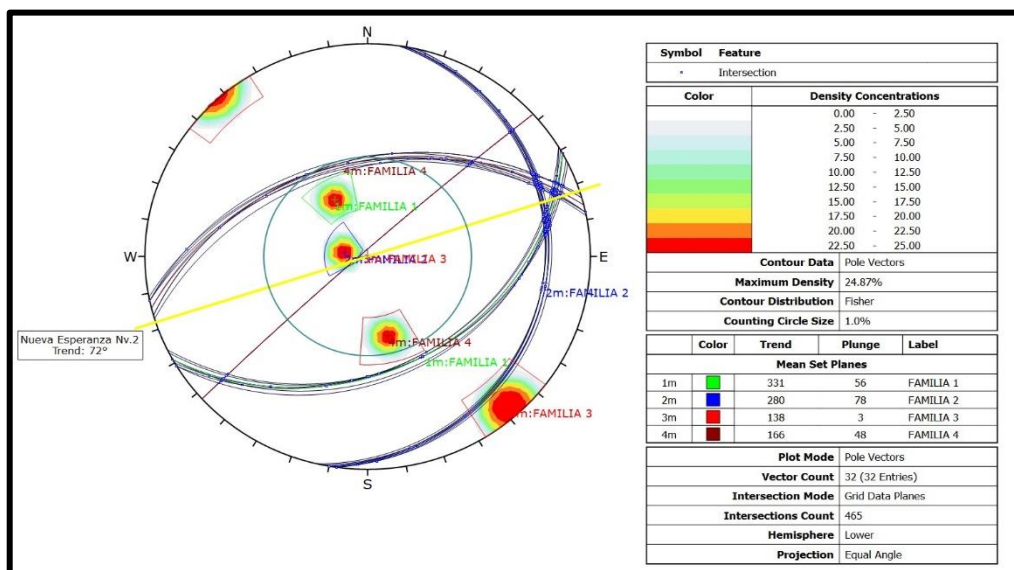 N
W
E
S
4m:FAMILIA 4
1m:FAMILIA 1
3m:FAMILIA 3
2m:FAMILIA 2
2m:FAMILIA 2
4m:FAMILIA 4
1m:FAMILIA 1
3m:FAMILIA 3
Nueva Esperanza Nv.2
Trend: 72°
Symbol Feature
Intersection
Color Density Concentrations
0.00 - 2.50
2.50 - 5.00
5.00 - 7.50
7.50 - 10.00
10.00 - 12.50
12.50 - 15.00
15.00 - 17.50
17.50 - 20.00
20.00 - 22.50
22.50 - 25.00
Contour Data Pole Vectors
Maximum Density 24.87%
Contour Distribution Fisher
Counting Circle Size 1.0%
Color Trend Plunge Label
Mean Set Planes
1m 331 56 FAMILIA 1
2m 280 78 FAMILIA 2
3m 138 3 FAMILIA 3
4m 166 48 FAMILIA 4
Plot Mode Pole Vectors
Vector Count 32 (32 Entries)
Intersection Mode Grid Data Planes
Intersections Count 465
Hemisphere Lower
Projection Equal Angle